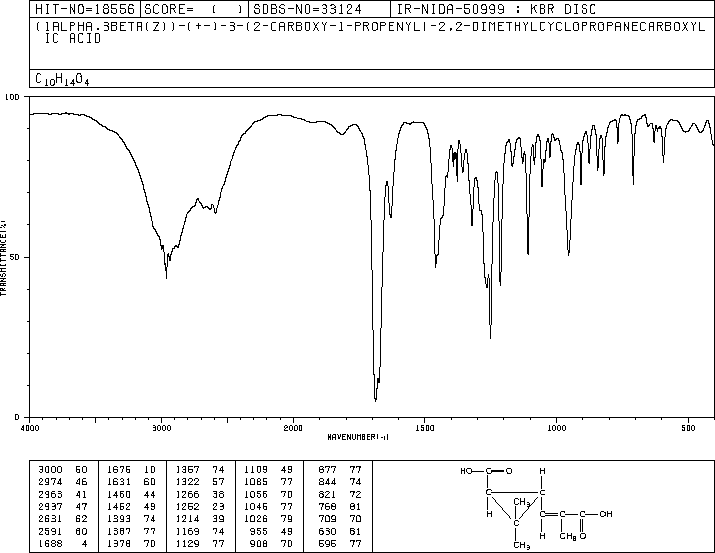 HIT-NO=18556 SCORE= ( ) SDBS-NO=33124 IR-NIDA-50999 : KBR DISC
(1ALPHA,3BETA(Z))-(+-)-3-(2-CARBOXY-1-PROPENYL)-2,2-DIMETHYLCYCLOPROPANECARBOXYL
IC ACID
C10H14O4
100
50
0
TRANSMITTANCE(%)
4000 3000 2000 1500 1000 500
WAVENUMBER(-1)
3000 60 1676 10 1367 74 1109 49 877 77
2974 46 1631 60 1322 57 1085 77 844 74
2963 41 1460 44 1266 38 1055 70 821 72
2937 47 1452 49 1252 23 1045 77 768 81
2631 62 1393 74 1214 39 1026 79 709 70
2591 60 1387 77 1169 74 955 49 630 81
1688 4 1378 70 1129 77 908 70 595 77
HO C O H
C C
CH3
H C C C C OH
CH3 H CH3 O